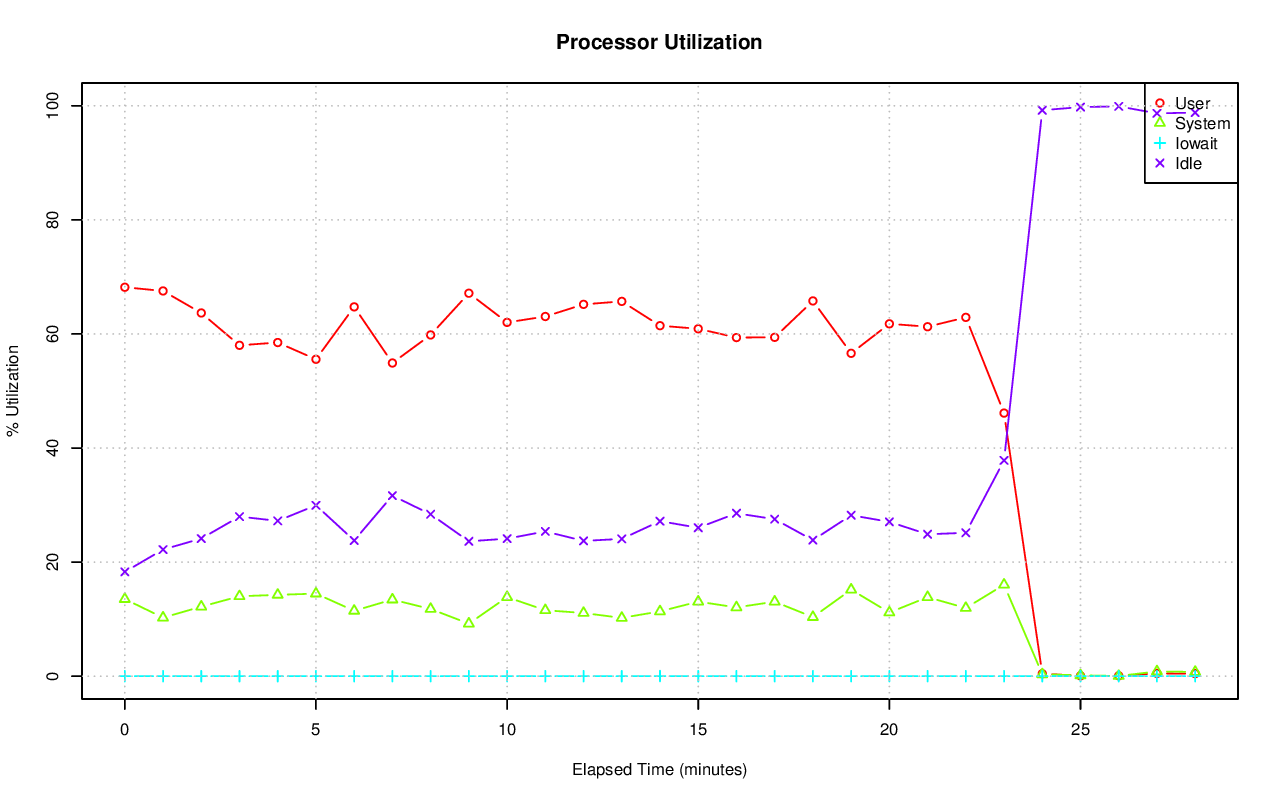 Processor Utilization
% Utilization
100
80
60
40
20
0
User
System
Iowait
Idle
0 5 10 15 20 25
Elapsed Time (minutes)